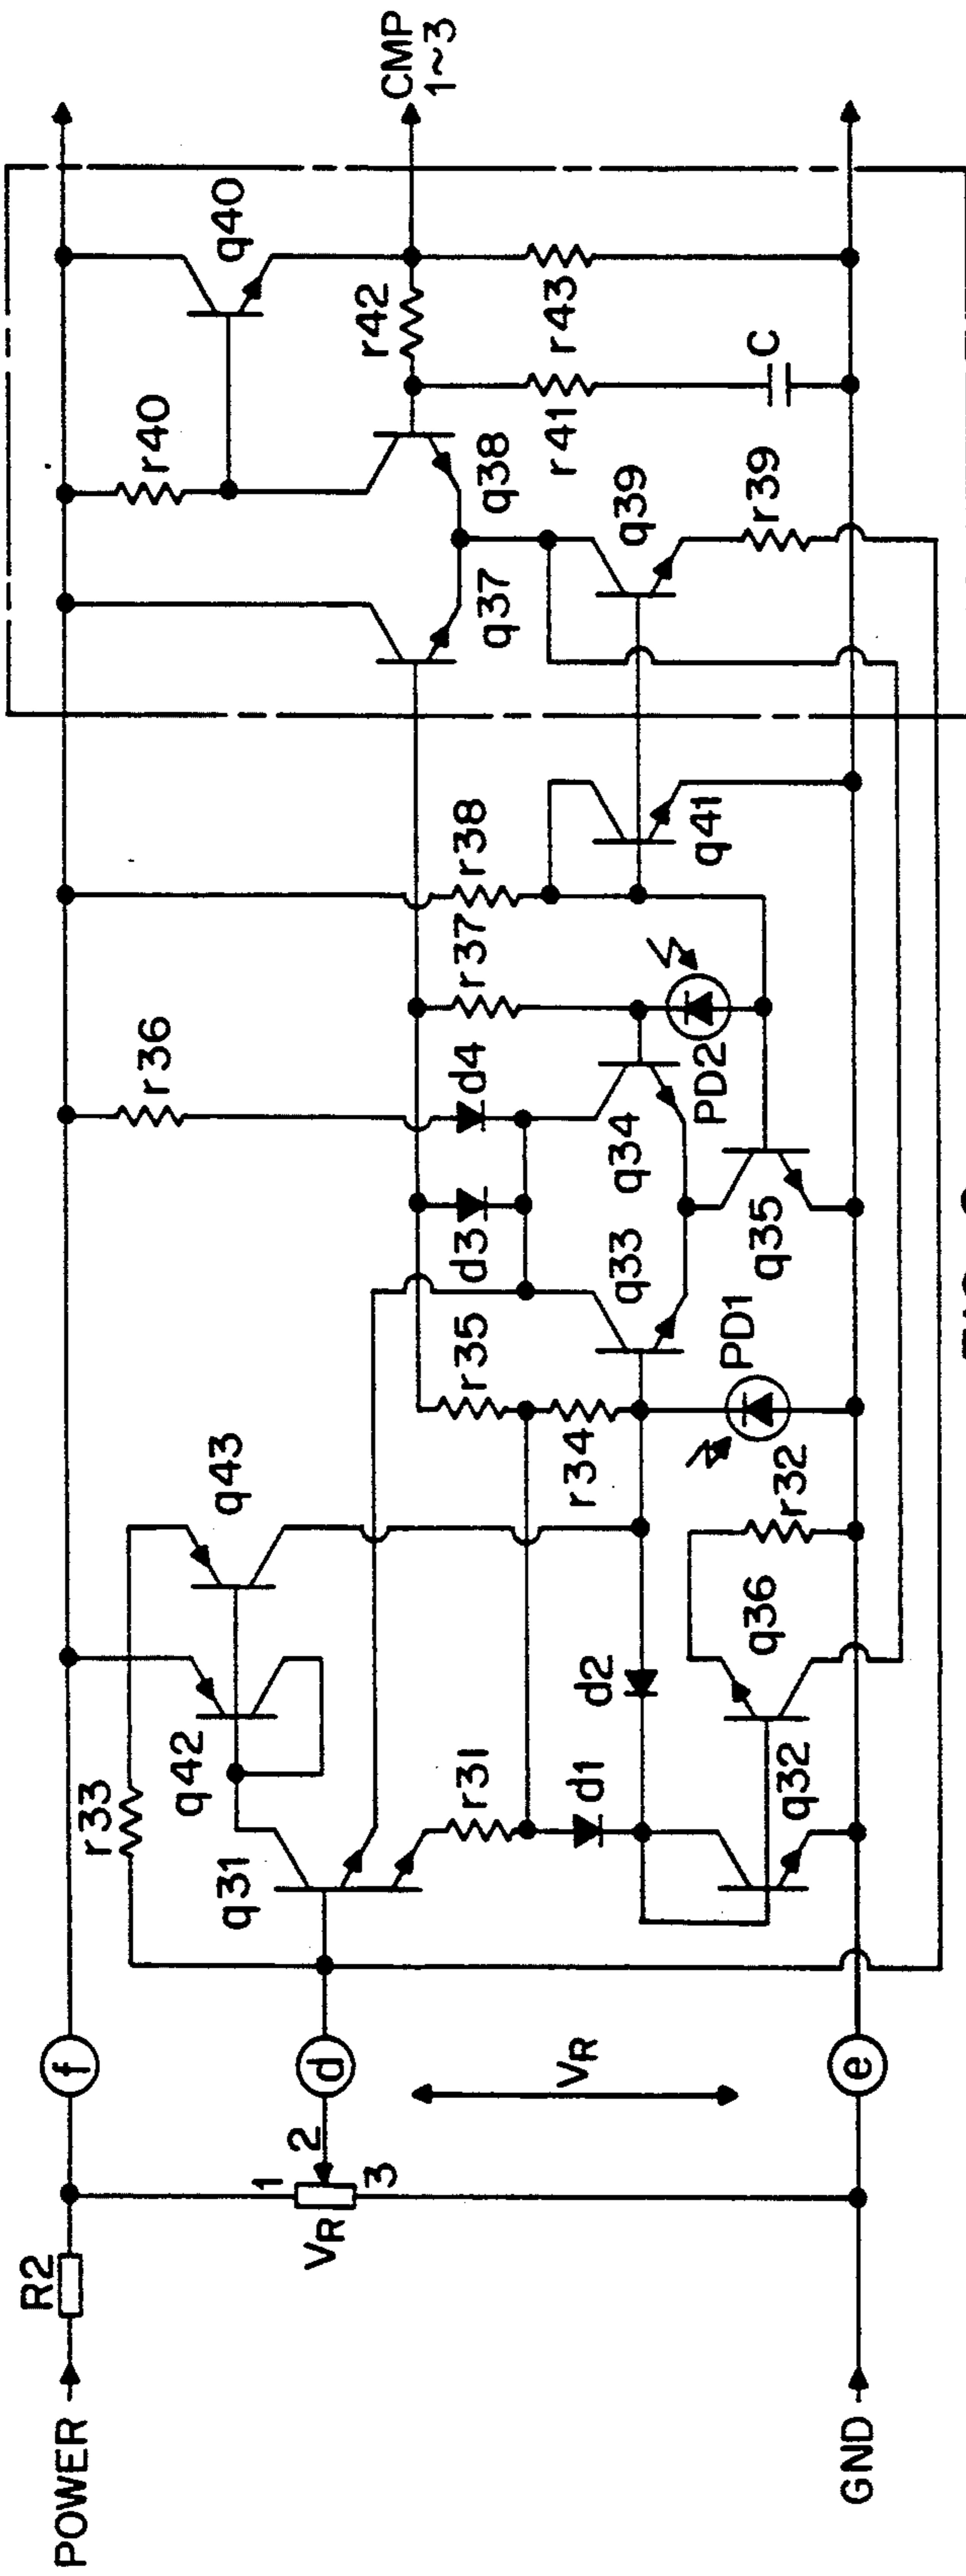 POWER
R2
f
1
VR
2
3
d
VR
GND
e
r33
q42
q43
q31
r31
d1
d2
q32
q36
r32
r34
r35
PD1
d3
d4
r36
q33
q34
q35
PD2
r37
r38
q41
q37
q38
q39
r39
r40
q40
r42
r41
r43
C
CMP
1~3